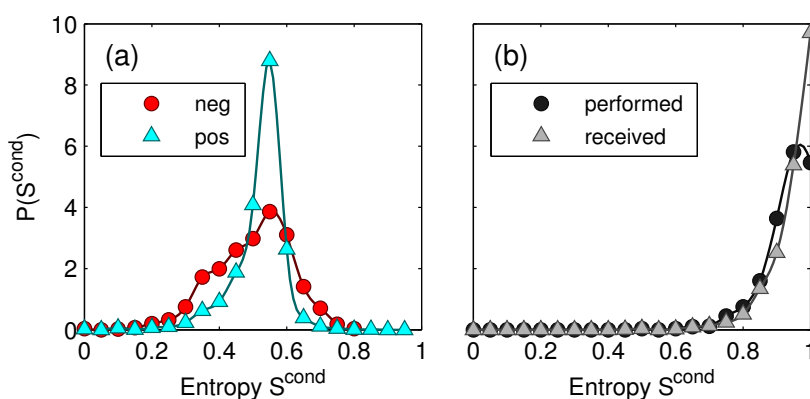 (a)
neg
pos
P(S^cond)
10
8
6
4
2
0
0 0.2 0.4 0.6 0.8 1
Entropy S^cond
(b)
performed
received
0 0.2 0.4 0.6 0.8 1
Entropy S^cond